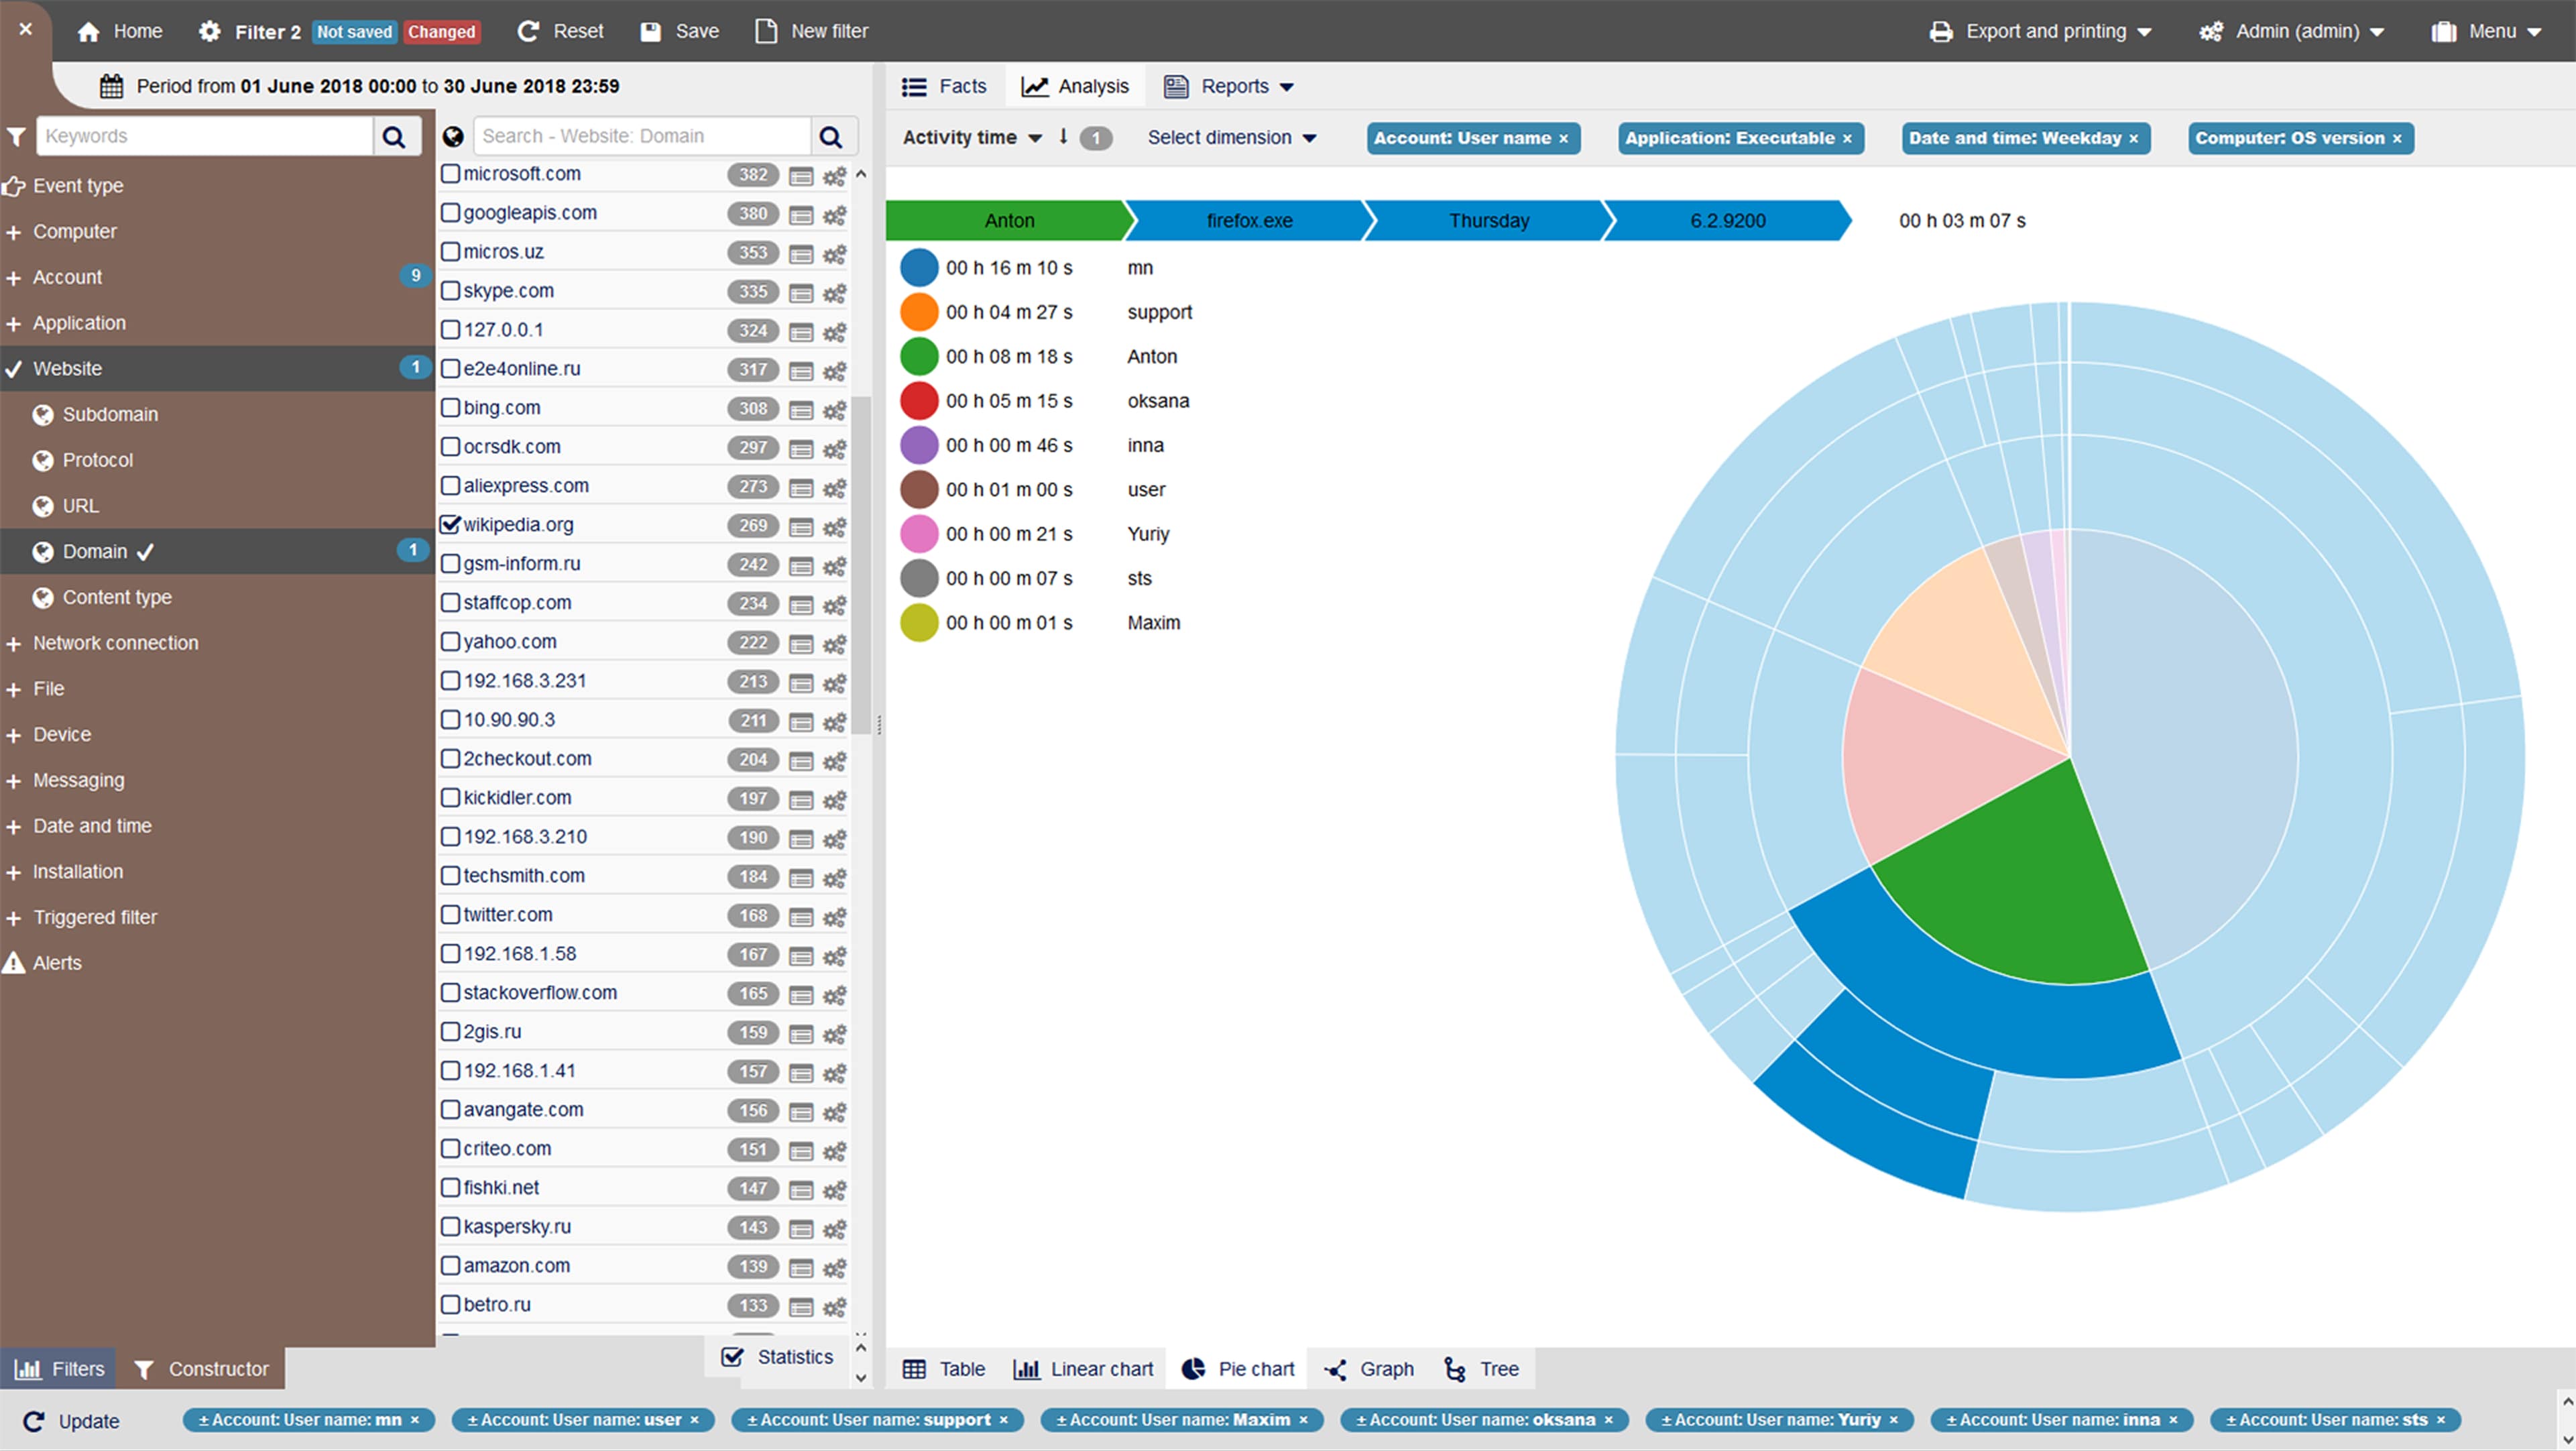 × Home Filter 2 Not saved Changed Reset Save New filter Export and printing Admin (admin) Menu
Period from 01 June 2018 00:00 to 30 June 2018 23:59
Keywords
Event type
+ Computer
+ Account 9
+ Application
Website 1
Subdomain
Protocol
URL
Domain 1
Content type
+ Network connection
+ File
+ Device
+ Messaging
+ Date and time
+ Installation
+ Triggered filter
Alerts
Search - Website: Domain
microsoft.com 382
googleapis.com 380
micros.uz 353
skype.com 335
127.0.0.1 324
e2e4online.ru 317
bing.com 308
ocrsdk.com 297
aliexpress.com 273
wikipedia.org 269
gsm-inform.ru 242
staffcop.com 234
yahoo.com 222
192.168.3.231 213
10.90.90.3 211
2checkout.com 204
kickidler.com 197
192.168.3.210 190
techsmith.com 184
twitter.com 168
192.168.1.58 167
stackoverflow.com 165
2gis.ru 159
192.168.1.41 157
avangate.com 156
criteo.com 151
fishki.net 147
kaspersky.ru 143
amazon.com 139
betro.ru 133
Statistics
Facts Analysis Reports
Activity time 1 Select dimension Account: User name × Application: Executable × Date and time: Weekday × Computer: OS version ×
Anton firefox.exe Thursday 6.2.9200 00 h 03 m 07 s
00 h 16 m 10 s mn
00 h 04 m 27 s support
00 h 08 m 18 s Anton
00 h 05 m 15 s oksana
00 h 00 m 46 s inna
00 h 01 m 00 s user
00 h 00 m 21 s Yuriy
00 h 00 m 07 s sts
00 h 00 m 01 s Maxim
Filters Constructor
Table Linear chart Pie chart Graph Tree
Update ± Account: User name: mn × ± Account: User name: user × ± Account: User name: support × ± Account: User name: Maxim × ± Account: User name: oksana × ± Account: User name: Yuriy × ± Account: User name: inna × ± Account: User name: sts ×